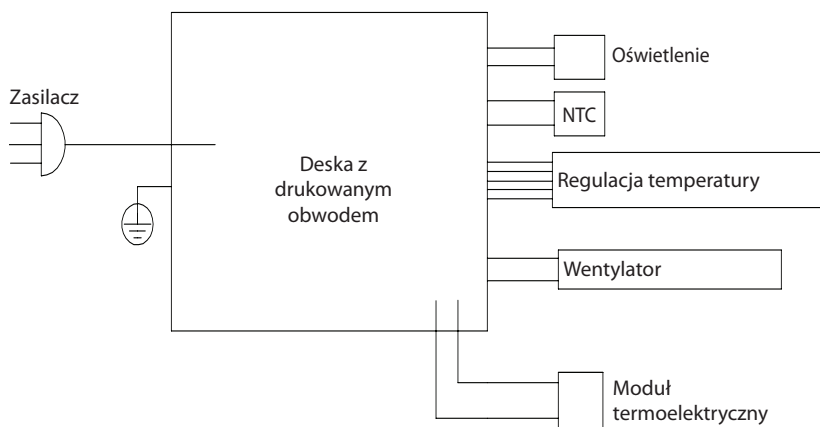 Zasilacz
Deska z
drukowanym
obwodem
Oświetlenie
NTC
Regulacja temperatury
Wentylator
Moduł
termoelektryczny